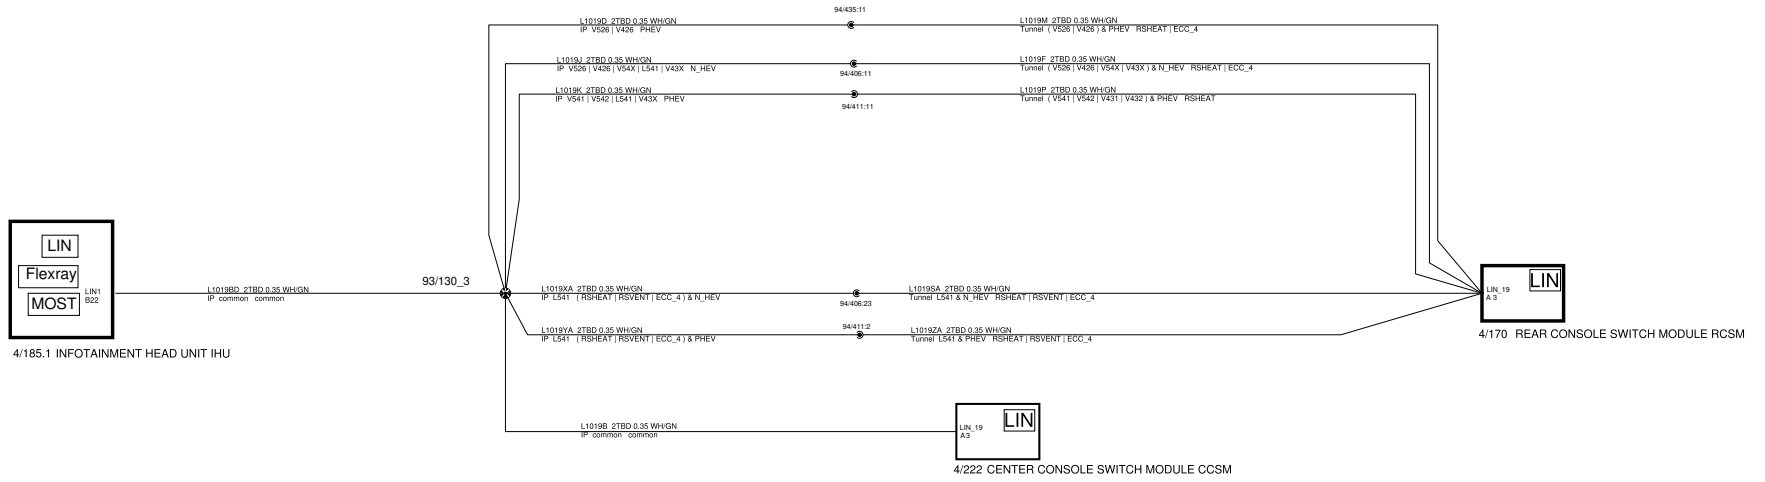 94/435:11
L1019D 2TBD 0.35 WH/GN
IP V526 | V426 PHEV
L1019M 2TBD 0.35 WH/GN
Tunnel ( V526 | V426 ) & PHEV RSHEAT | ECC_4
L1019J 2TBD 0.35 WH/GN
IP V526 | V426 | V54X | L541 | V43X N_HEV
94/406:11
L1019F 2TBD 0.35 WH/GN
Tunnel ( V526 | V426 | V54X | V43X ) & N_HEV RSHEAT | ECC_4
L1019K 2TBD 0.35 WH/GN
IP V541 | V542 | L541 | V43X PHEV
94/411:11
L1019P 2TBD 0.35 WH/GN
Tunnel ( V541 | V542 | V431 | V432 ) & PHEV RSHEAT
LIN
Flexray
MOST
LIN1
B22
4/185.1 INFOTAINMENT HEAD UNIT IHU
L1019BD 2TBD 0.35 WH/GN
IP common common
93/130_3
L1019XA 2TBD 0.35 WH/GN
IP L541 ( RSHEAT | RSVENT | ECC_4 ) & N_HEV
94/406:23
L1019SA 2TBD 0.35 WH/GN
Tunnel L541 & N_HEV RSHEAT | RSVENT | ECC_4
L1019YA 2TBD 0.35 WH/GN
IP L541 ( RSHEAT | RSVENT | ECC_4 ) & PHEV
94/411:2
L1019ZA 2TBD 0.35 WH/GN
Tunnel L541 & PHEV RSHEAT | RSVENT | ECC_4
LIN_19
A 3
LIN
4/170 REAR CONSOLE SWITCH MODULE RCSM
L1019B 2TBD 0.35 WH/GN
IP common common
LIN_19
A3
LIN
4/222 CENTER CONSOLE SWITCH MODULE CCSM